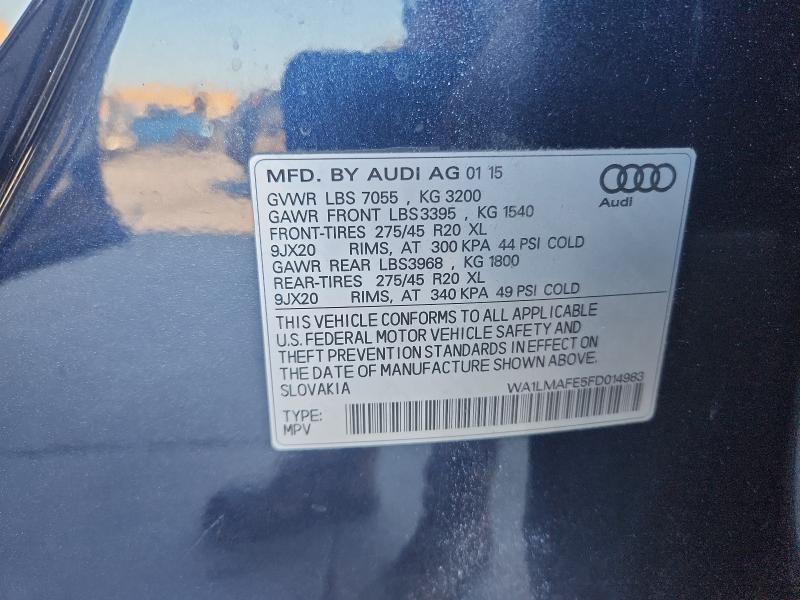 MFD. BY AUDI AG 01 15
GVWR LBS 7055 , KG 3200
GAWR FRONT LBS3395 , KG 1540
FRONT-TIRES 275/45 R20 XL
9JX20 RIMS, AT 300 KPA 44 PSI COLD
GAWR REAR LBS3968 , KG 1800
REAR-TIRES 275/45 R20 XL
9JX20 RIMS, AT 340 KPA 49 PSI COLD
Audi
THIS VEHICLE CONFORMS TO ALL APPLICABLE
U.S. FEDERAL MOTOR VEHICLE SAFETY AND
THEFT PREVENTION STANDARDS IN EFFECT ON
THE DATE OF MANUFACTURE SHOWN ABOVE.
SLOVAKIA WA1LMAFE5FD014983
TYPE:
MPV